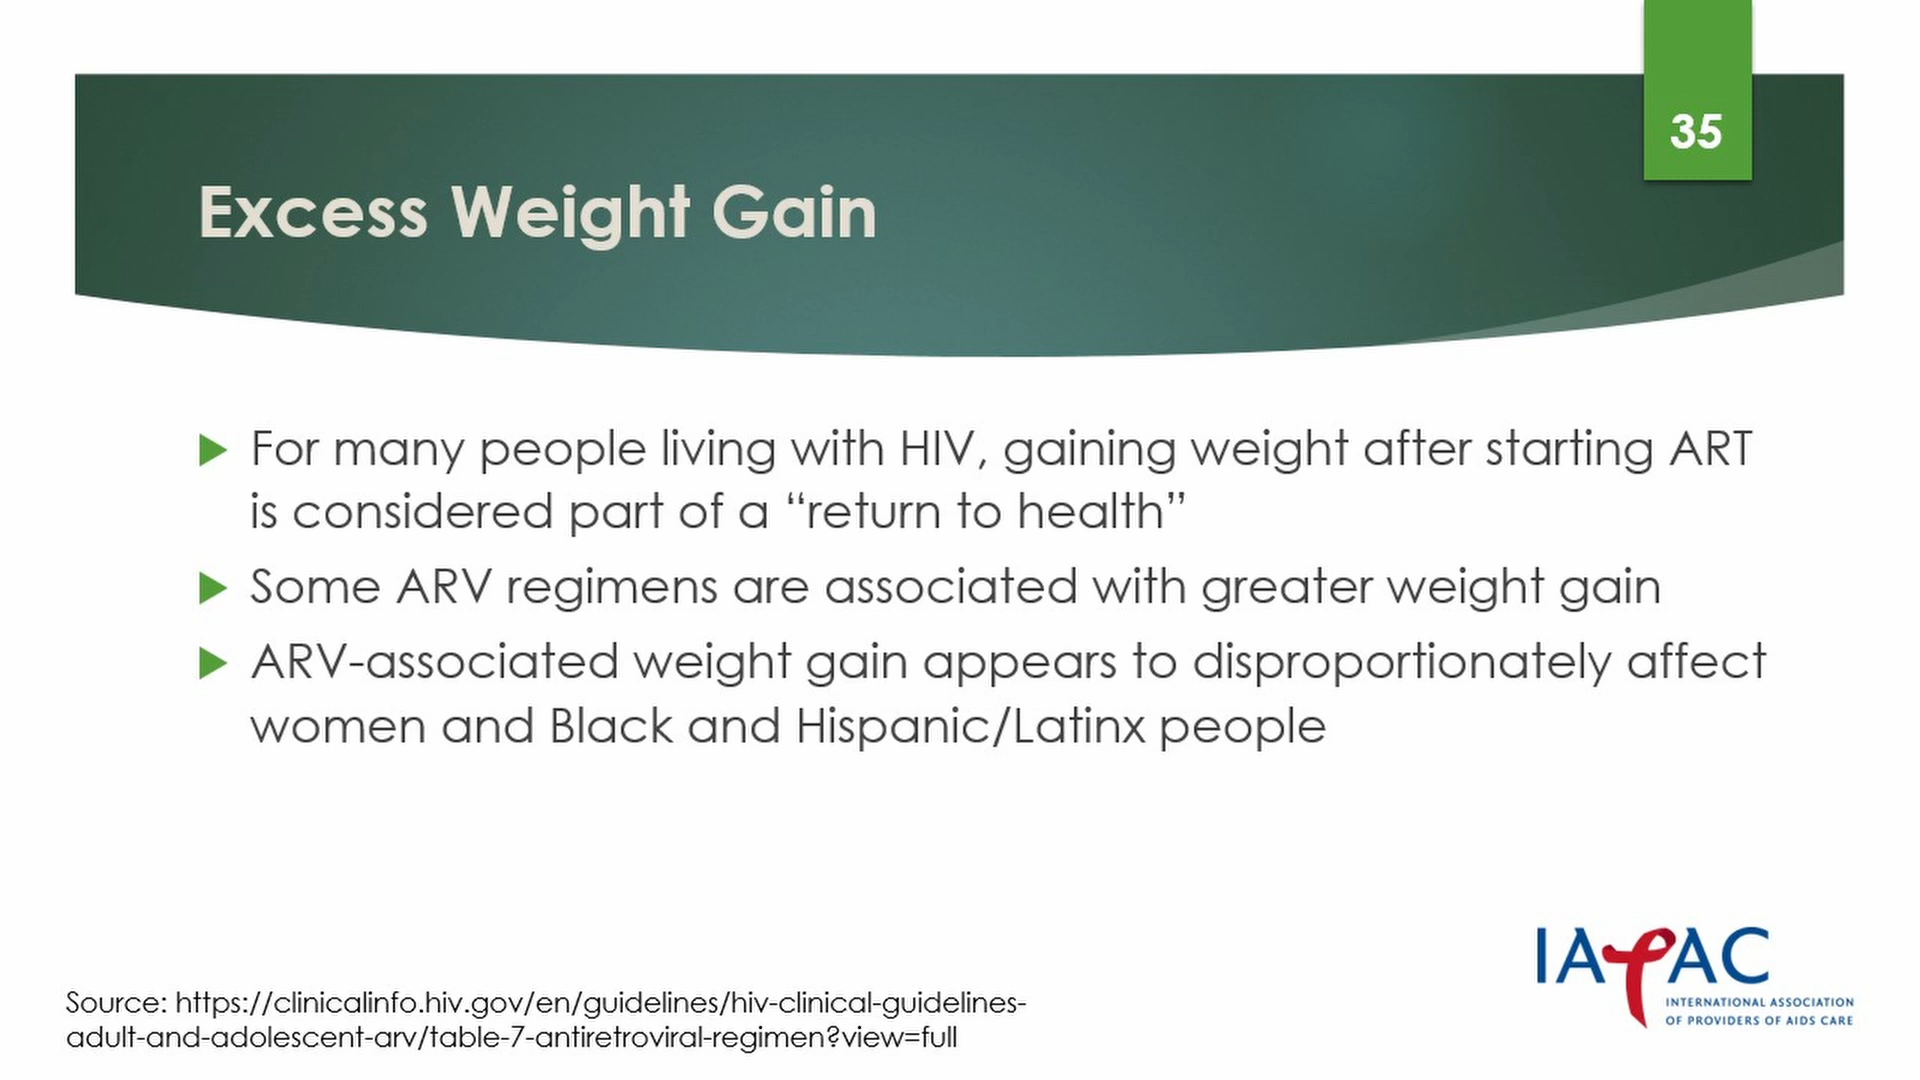 35
Excess Weight Gain
For many people living with HIV, gaining weight after starting ART
is considered part of a “return to health”
Some ARV regimens are associated with greater weight gain
ARV-associated weight gain appears to disproportionately affect
women and Black and Hispanic/Latinx people
Source: https://clinicalinfo.hiv.gov/en/guidelines/hiv-clinical-guidelines-
adult-and-adolescent-arv/table-7-antiretroviral-regimen?view=full
IAPAC
INTERNATIONAL ASSOCIATION
OF PROVIDERS OF AIDS CARE